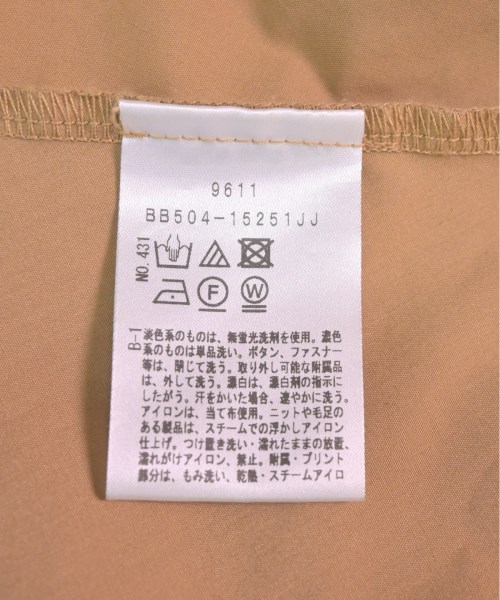 9611
BB504-15251JJ
NO.431
F W
B-1
淡色系のものは、無蛍光洗剤を使用。濃色
系のものは単品洗い。ボタン、ファスナー
等は、閉じて洗う。取り外し可能な附属品
は、外して洗う。漂白は、漂白剤の指示に
したがう。汗をかいた場合、速やかに洗う。
アイロンは、当て布使用。ニットや毛足の
ある製品は、スチームでの浮かしアイロン
仕上げ。つけ置き洗い・濡れたままの放置、
濡れがけアイロン、禁止。附属・プリント
部分は、もみ洗い、乾燥・スチームアイロ